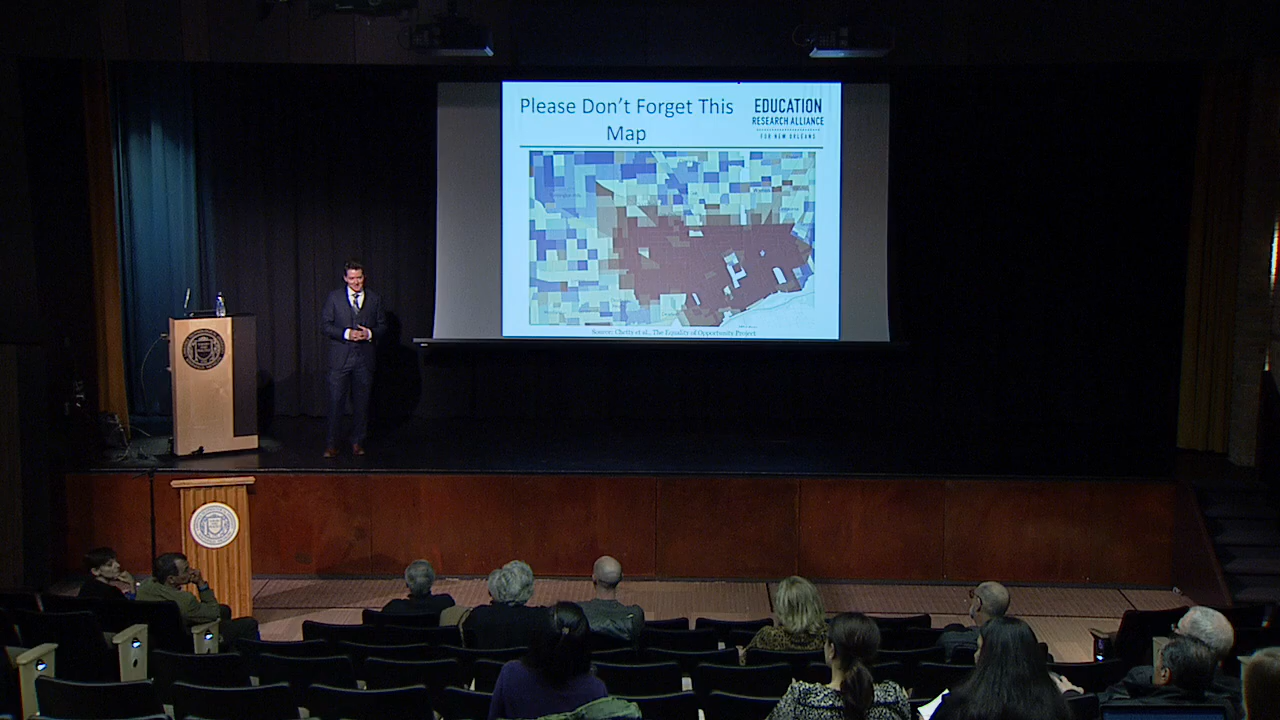 Please Don't Forget This
Map
EDUCATION
RESEARCH ALLIANCE
FOR NEW ORLEANS
Source: Chetty et al., The Equality of Opportunity Project